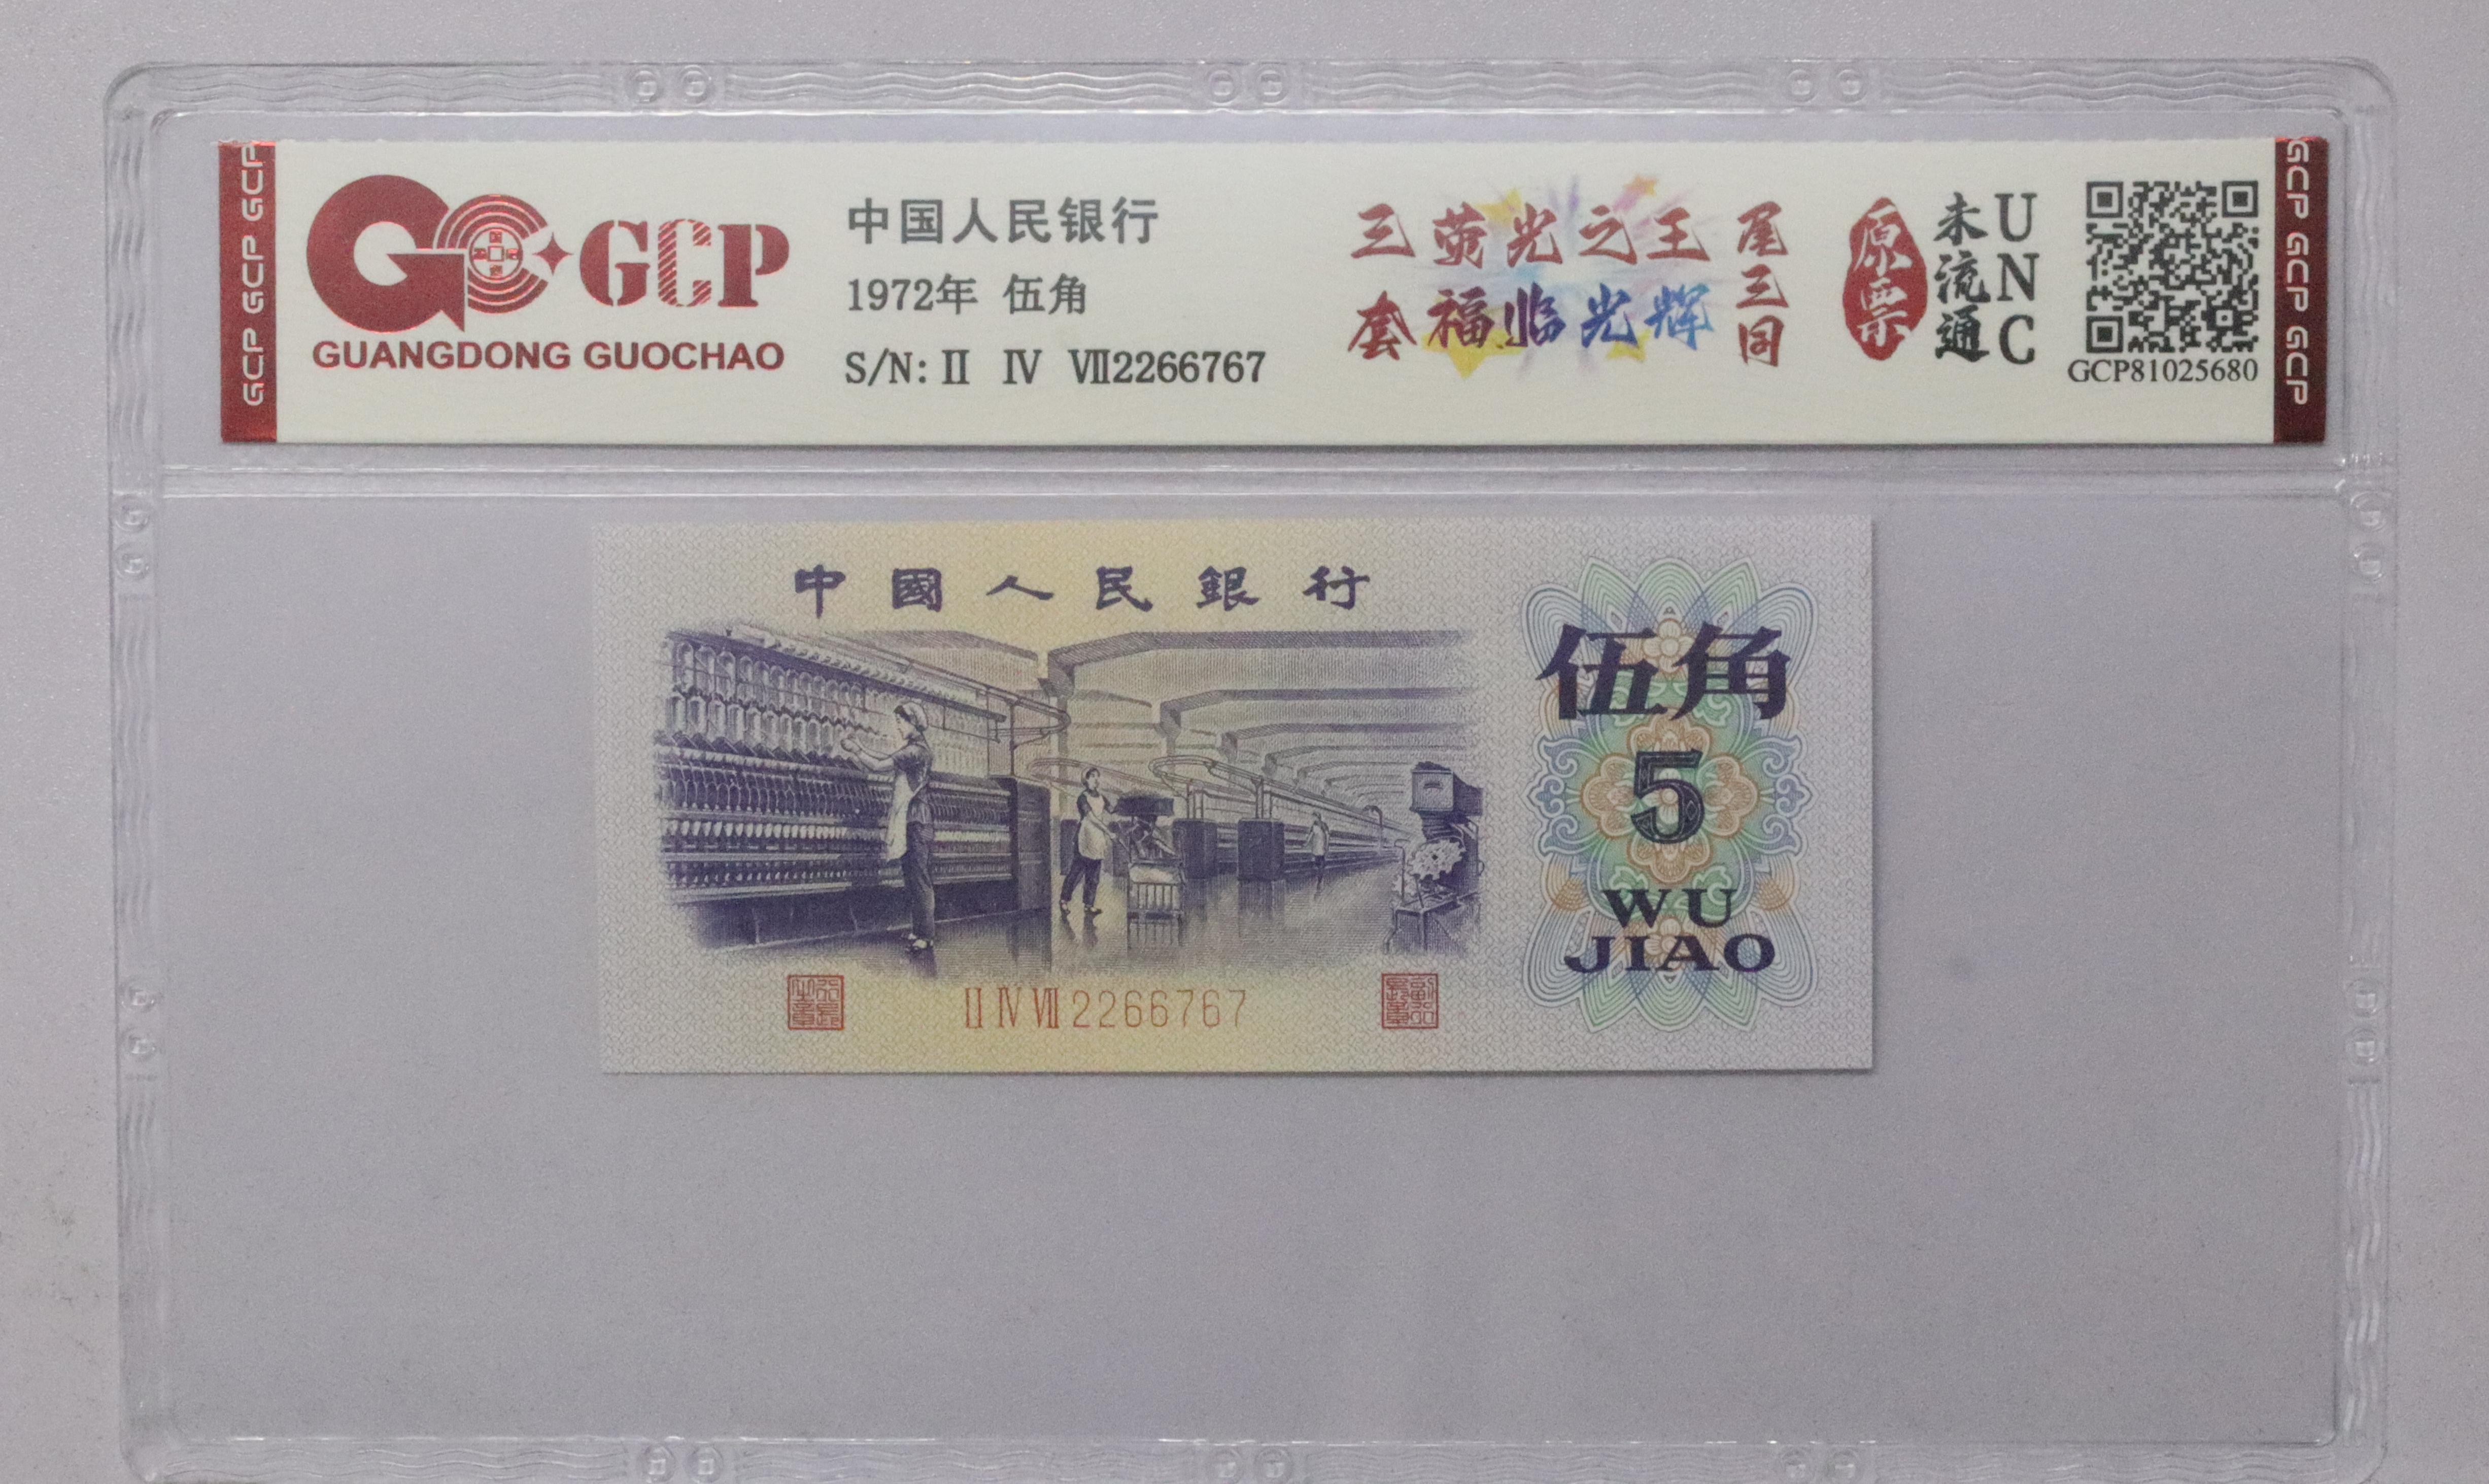 GCP GCP GCP
GCP
GUANGDONG GUOCHAO
中国人民银行
1972年 伍角
S/N: Ⅱ Ⅳ Ⅶ2266767
三套
荧光之王
福临光辉
尾三同
原票
未流通
UNC
GCP81025680
GCP GCP GCP
中國人民銀行
伍角
5
WU
JIAO
Ⅱ Ⅳ Ⅶ 2266767